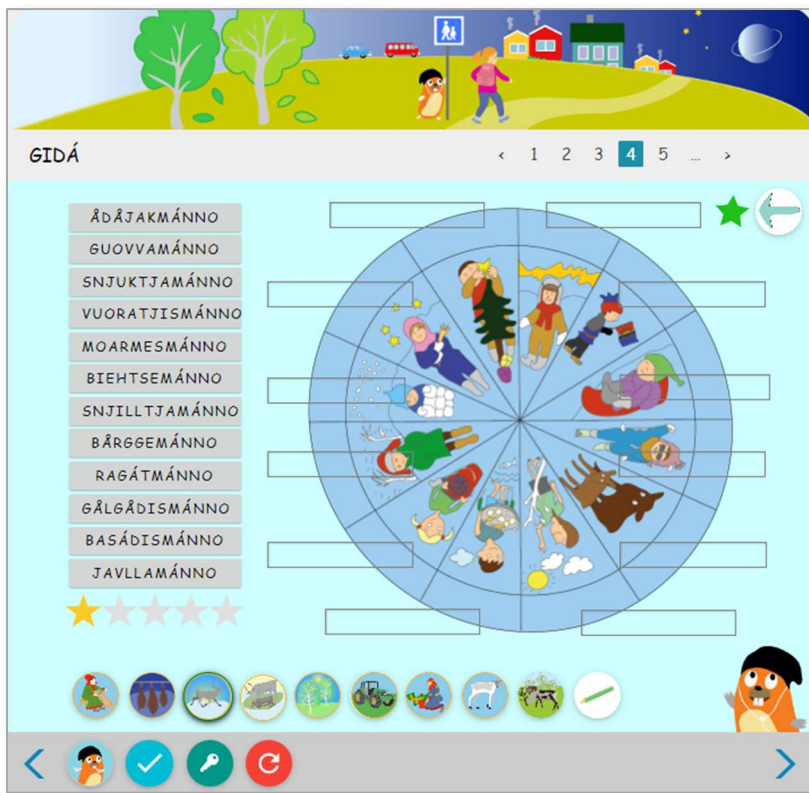 GIDÁ
‹ 1 2 3 4 5 ... ›
ÅDÅJAKMÁNNO
GUOVVAMÁNNO
SNJUKTJAMÁNNO
VUORATJISMÁNNO
MOARMESMÁNNO
BIEHTSEMÁNNO
SNJILLTJAMÁNNO
BÅRGGEMÁNNO
RAGÁTMÁNNO
GÅLGÅDISMÁNNO
BASÁDISMÁNNO
JAVLLAMÁNNO